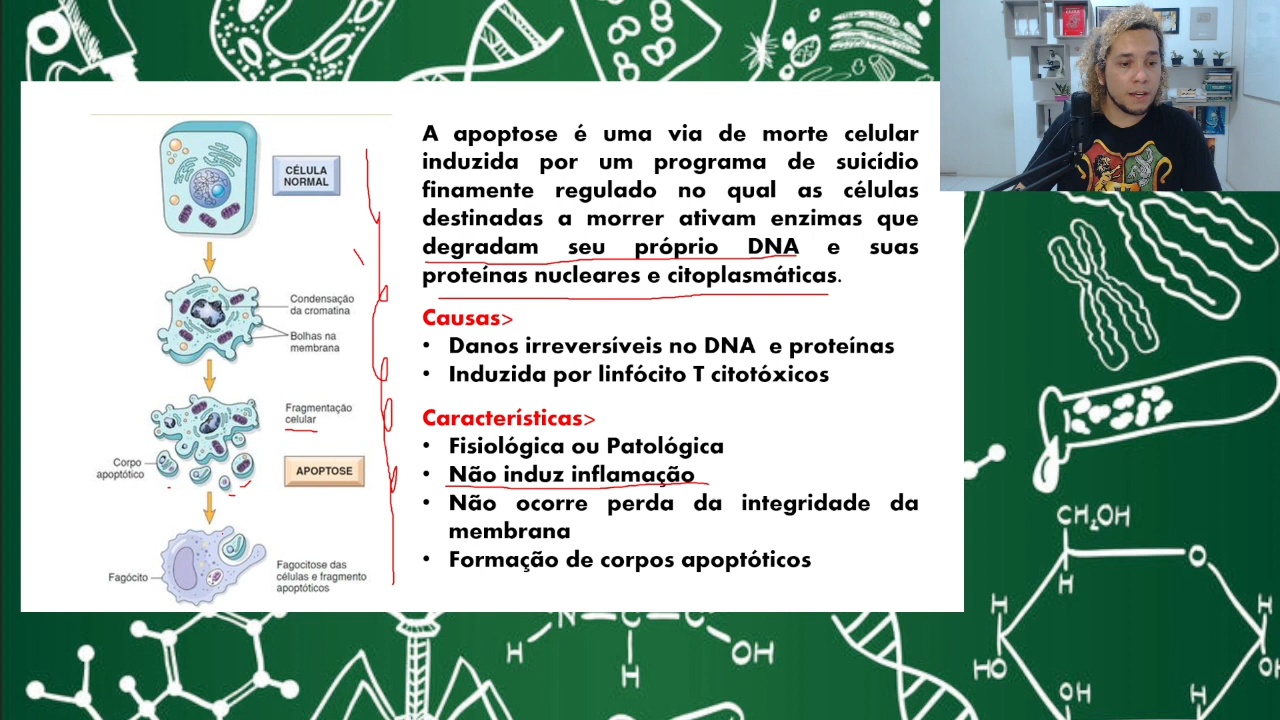 CÉLULA
NORMAL
Condensação
da cromatina
Bolhas na
membrana
Fragmentação
celular
Corpo
apoptótico
APOPTOSE
Fagócito
Fagocitose das
células e fragmento
apoptóticos
A apoptose é uma via de morte celular
induzida por um programa de suicídio
finamente regulado no qual as células
destinadas a morrer ativam enzimas que
degradam seu próprio DNA e suas
proteínas nucleares e citoplasmáticas.
Causas>
• Danos irreversíveis no DNA e proteínas
• Induzida por linfócito T citotóxicos
Características>
• Fisiológica ou Patológica
• Não induz inflamação
• Não ocorre perda da integridade da
membrana
• Formação de corpos apoptóticos
CH₂OH
O
H
H
H
HO
OH
OH
H
H
N
C
C
OH
H